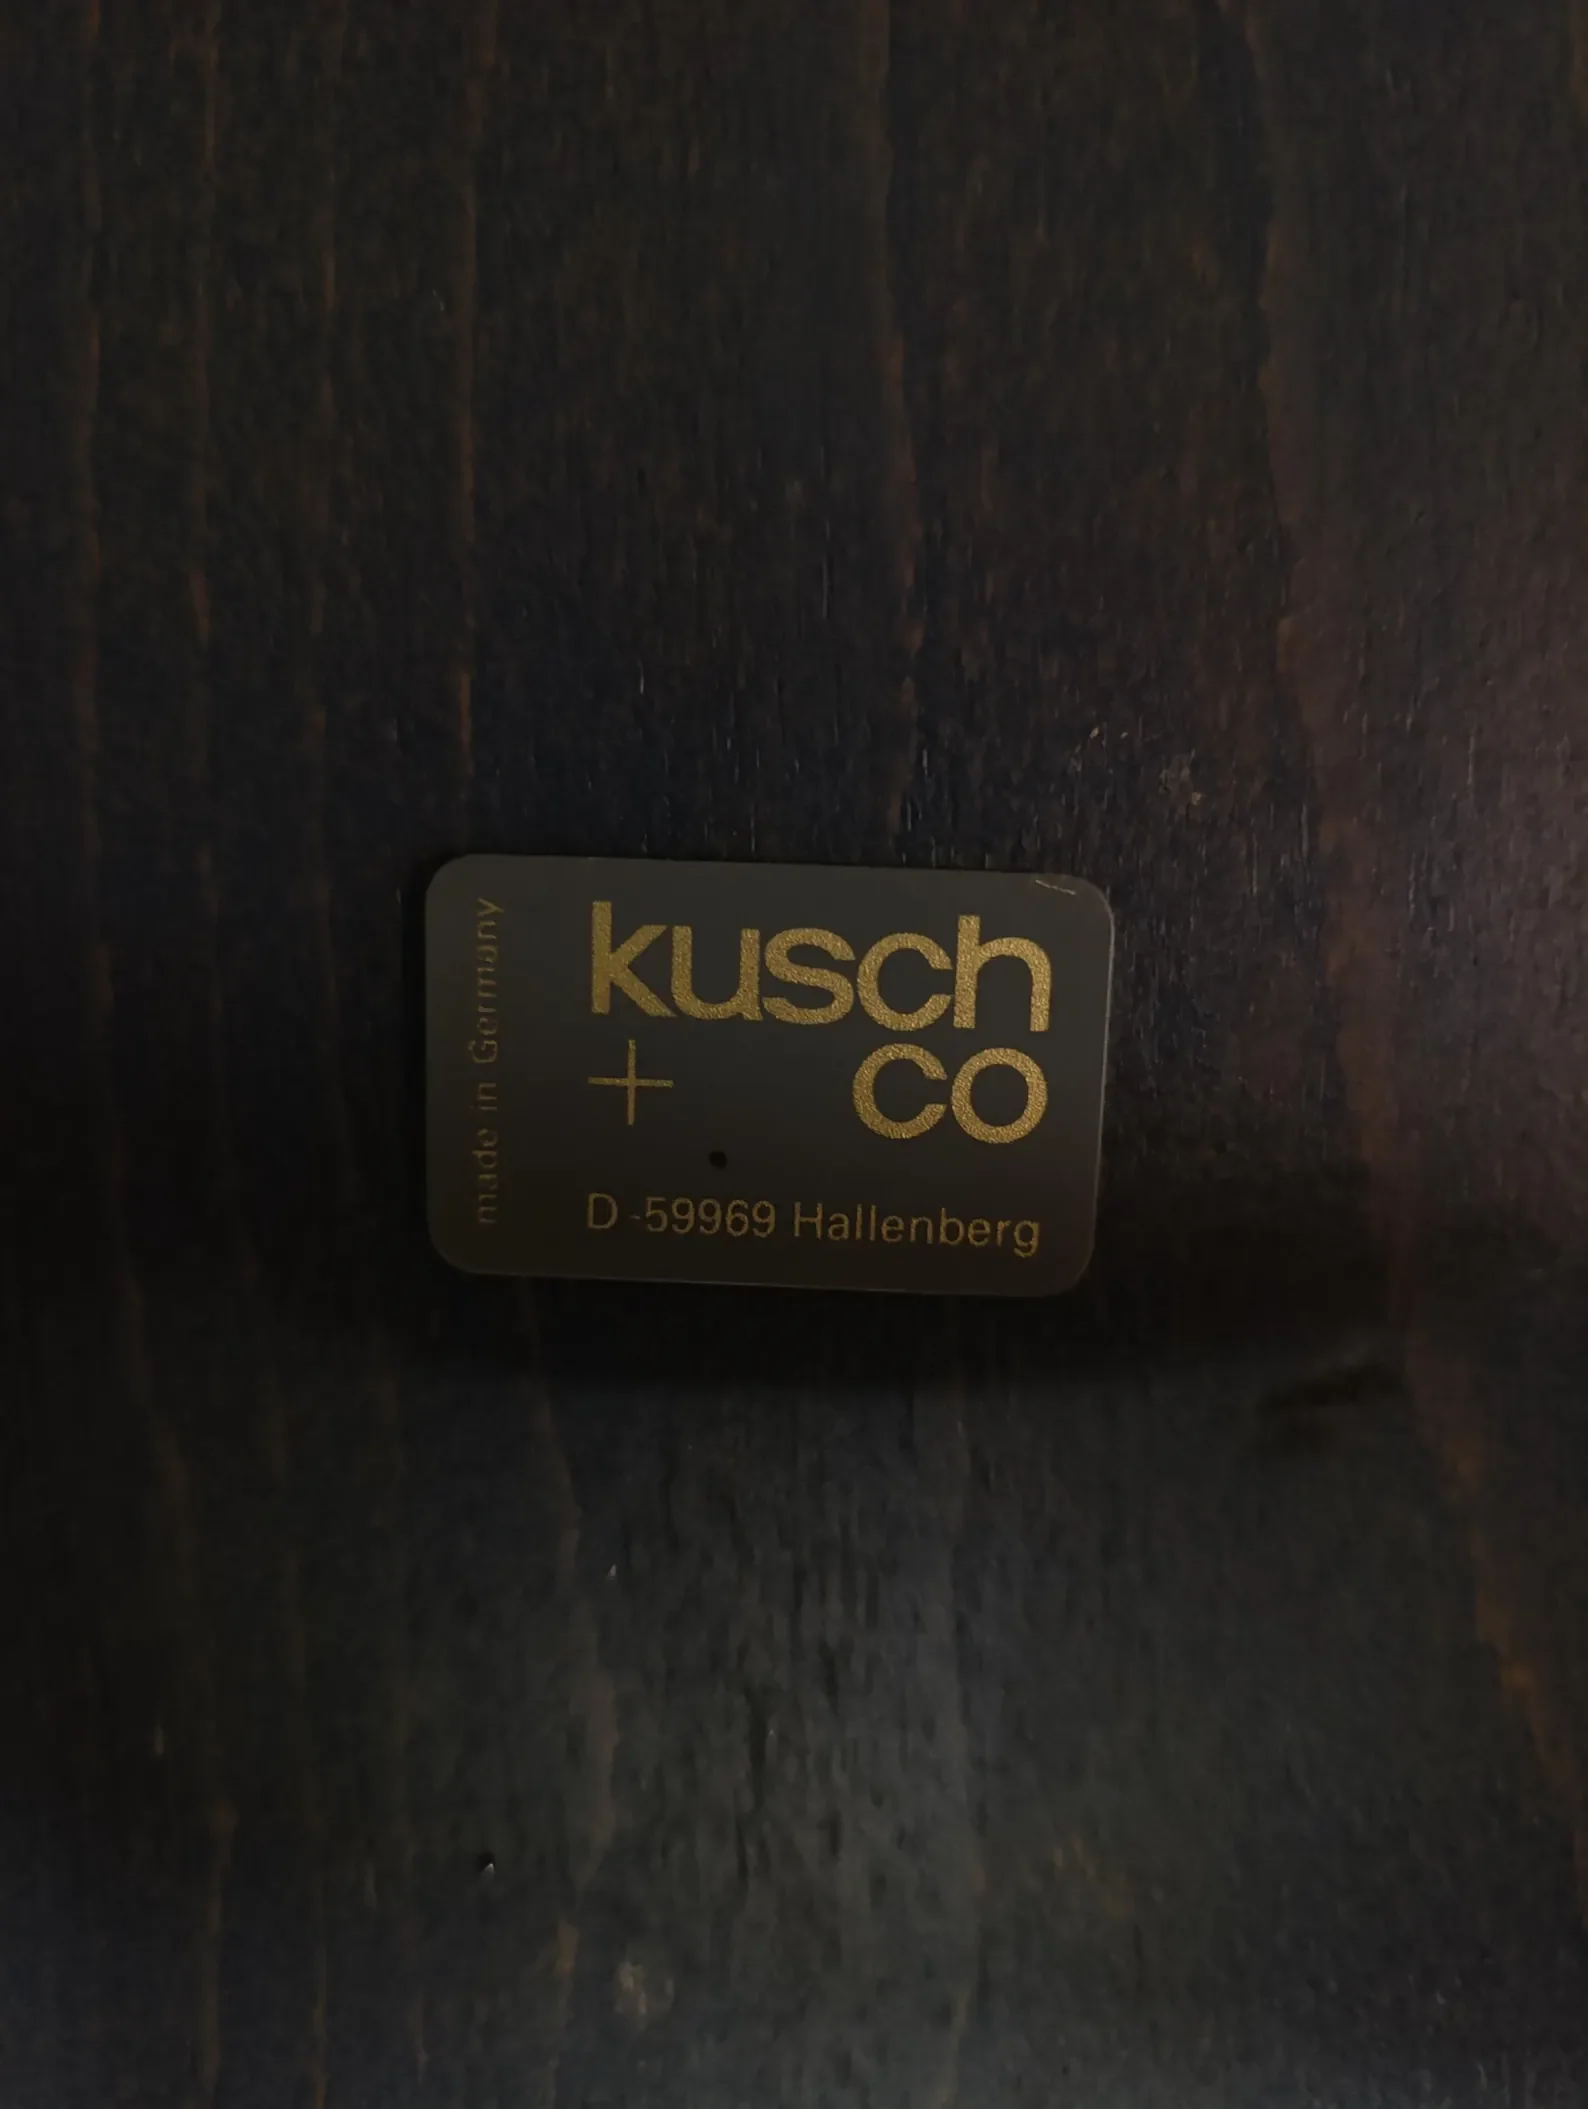 made in Germany
kusch
+ co
D-59969 Hallenberg